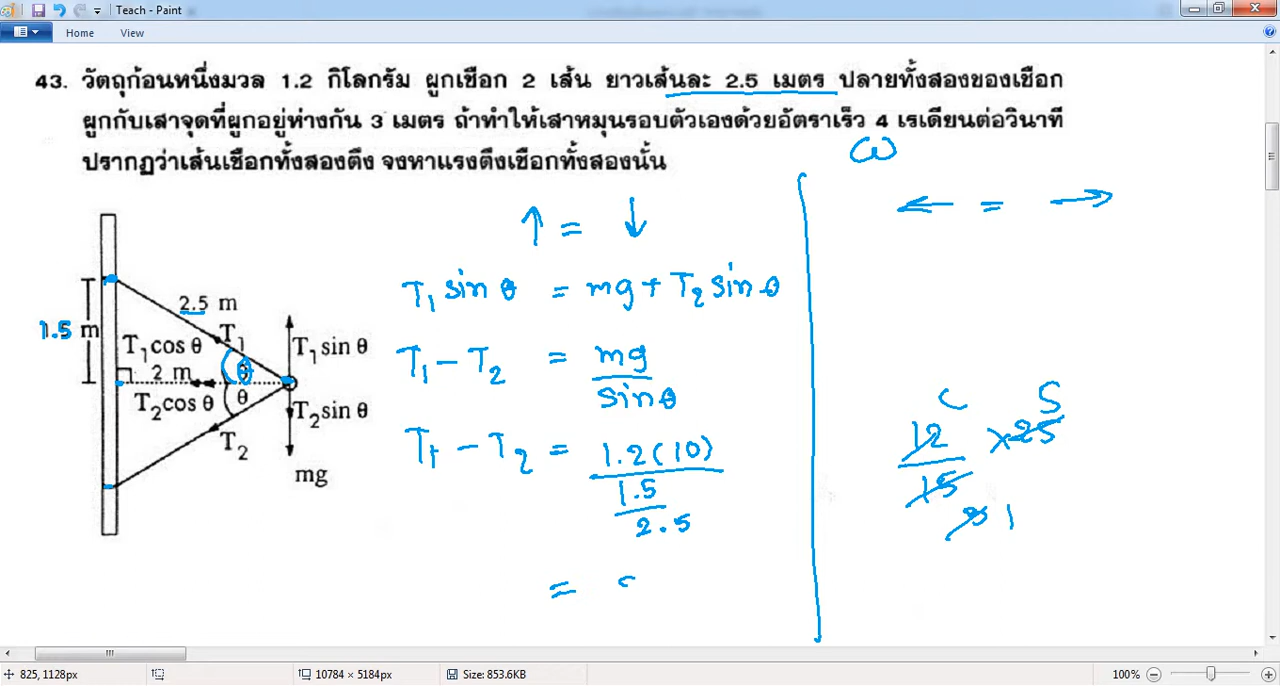 Teach - Paint
Home View
43. วัตถุก้อนหนึ่งมวล 1.2 กิโลกรัม ผูกเชือก 2 เส้น ยาวเส้นละ 2.5 เมตร ปลายทั้งสองของเชือก
ผูกกับเสาจุดที่ผูกอยู่ห่างกัน 3 เมตร ถ้าทำให้เสาหมุนรอบตัวเองด้วยอัตราเร็ว 4 เรเดียนต่อวินาที
ปรากฏว่าเส้นเชือกทั้งสองตึง จงหาแรงตึงเชือกทั้งสองนั้น
ω
↑ = ↓
← = →
T₁ sin θ = mg + T₂ sin θ
2.5 m
1.5 m
T₁
T₁cos θ
T₁sin θ
θ
2 m
T₂cos θ
θ
T₂sin θ
T₂
mg
T₁ - T₂ = mg / sin θ
T₁ - T₂ = 1.2(10)
1.5
2.5
=
5
12 × 25
15
1
825, 1128px
10784 × 5184px
Size: 853.6KB
100%